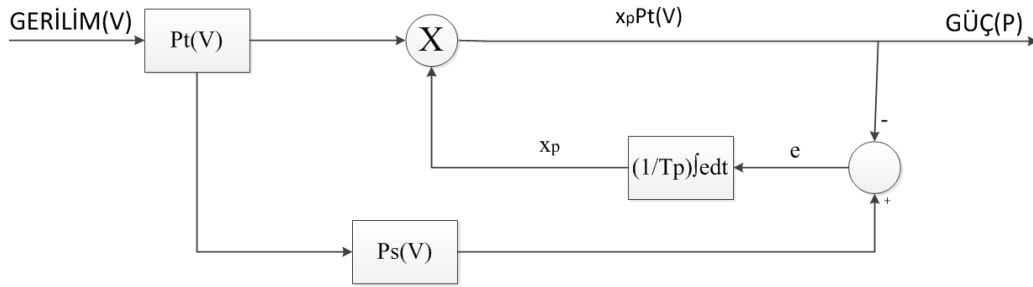 GERİLİM(V)
Pt(V)
X
xpPt(V)
GÜÇ(P)
-
xp
(1/Tp)∫edt
e
+
Ps(V)